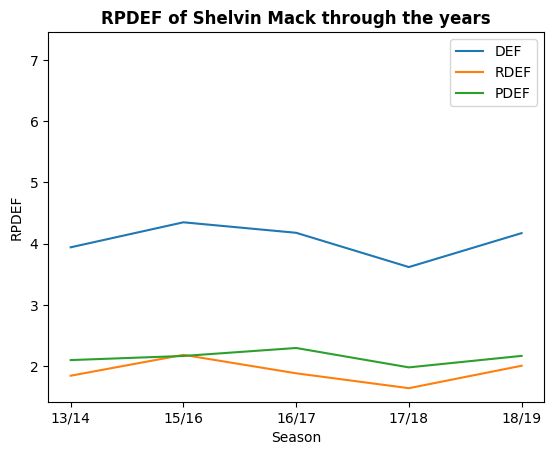 RPDEF of Shelvin Mack through the years
DEF
RDEF
PDEF
7
6
5
4
3
2
RPDEF
13/14 15/16 16/17 17/18 18/19
Season